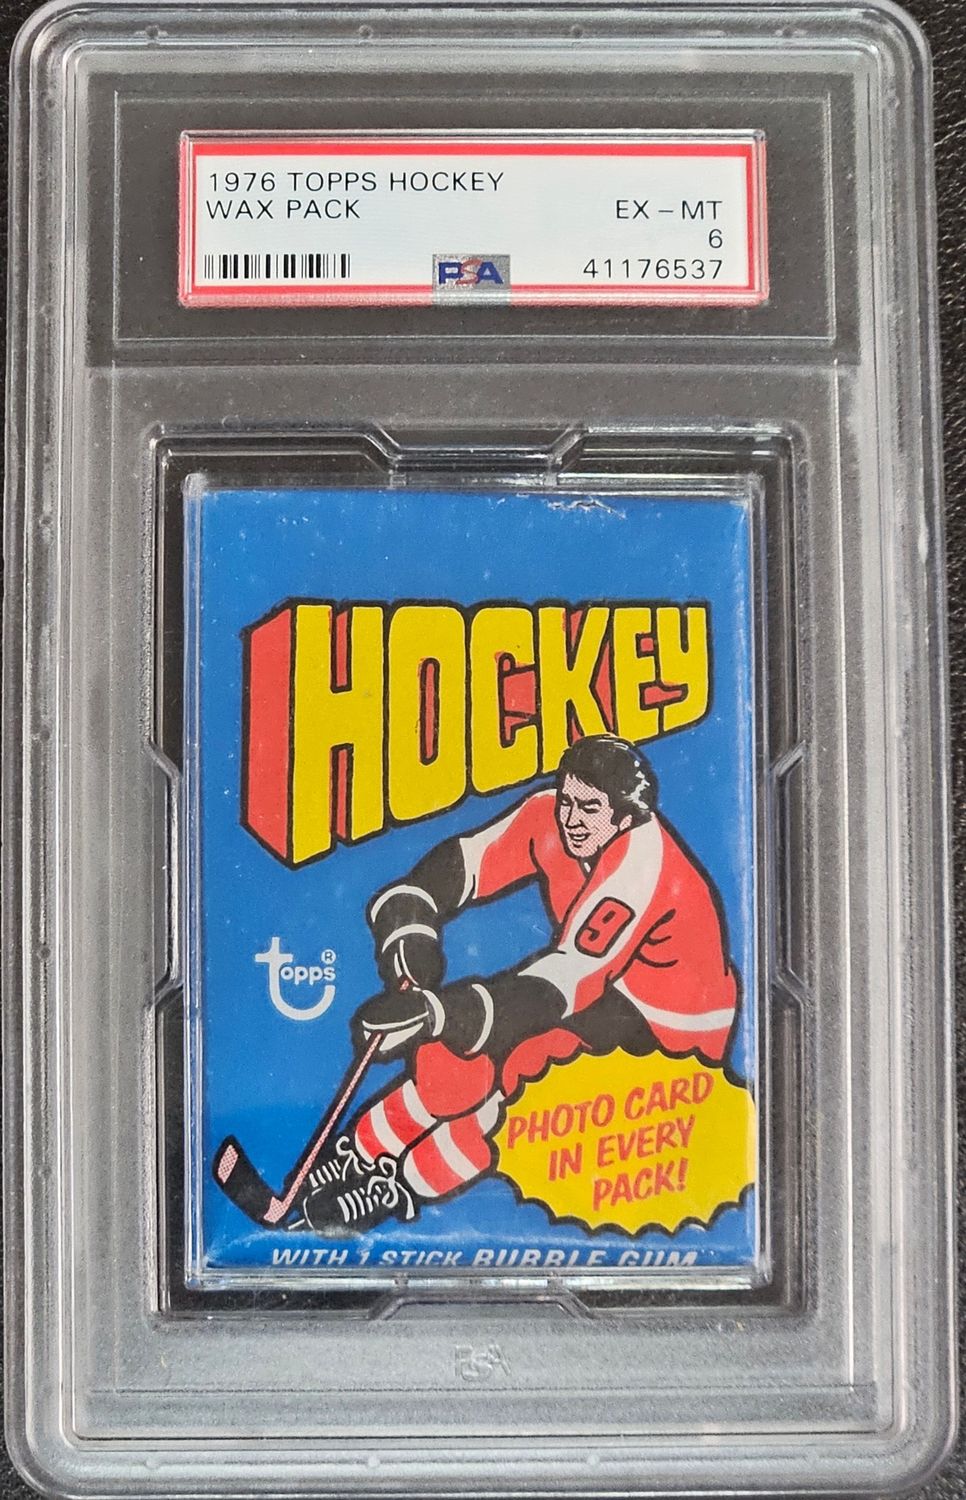 1976 TOPPS HOCKEY
WAX PACK
EX - MT
6
PSA
41176537
HOCKEY
9
topps®
PHOTO CARD
IN EVERY
PACK!
WITH 1 STICK BUBBLE GUM
PSA